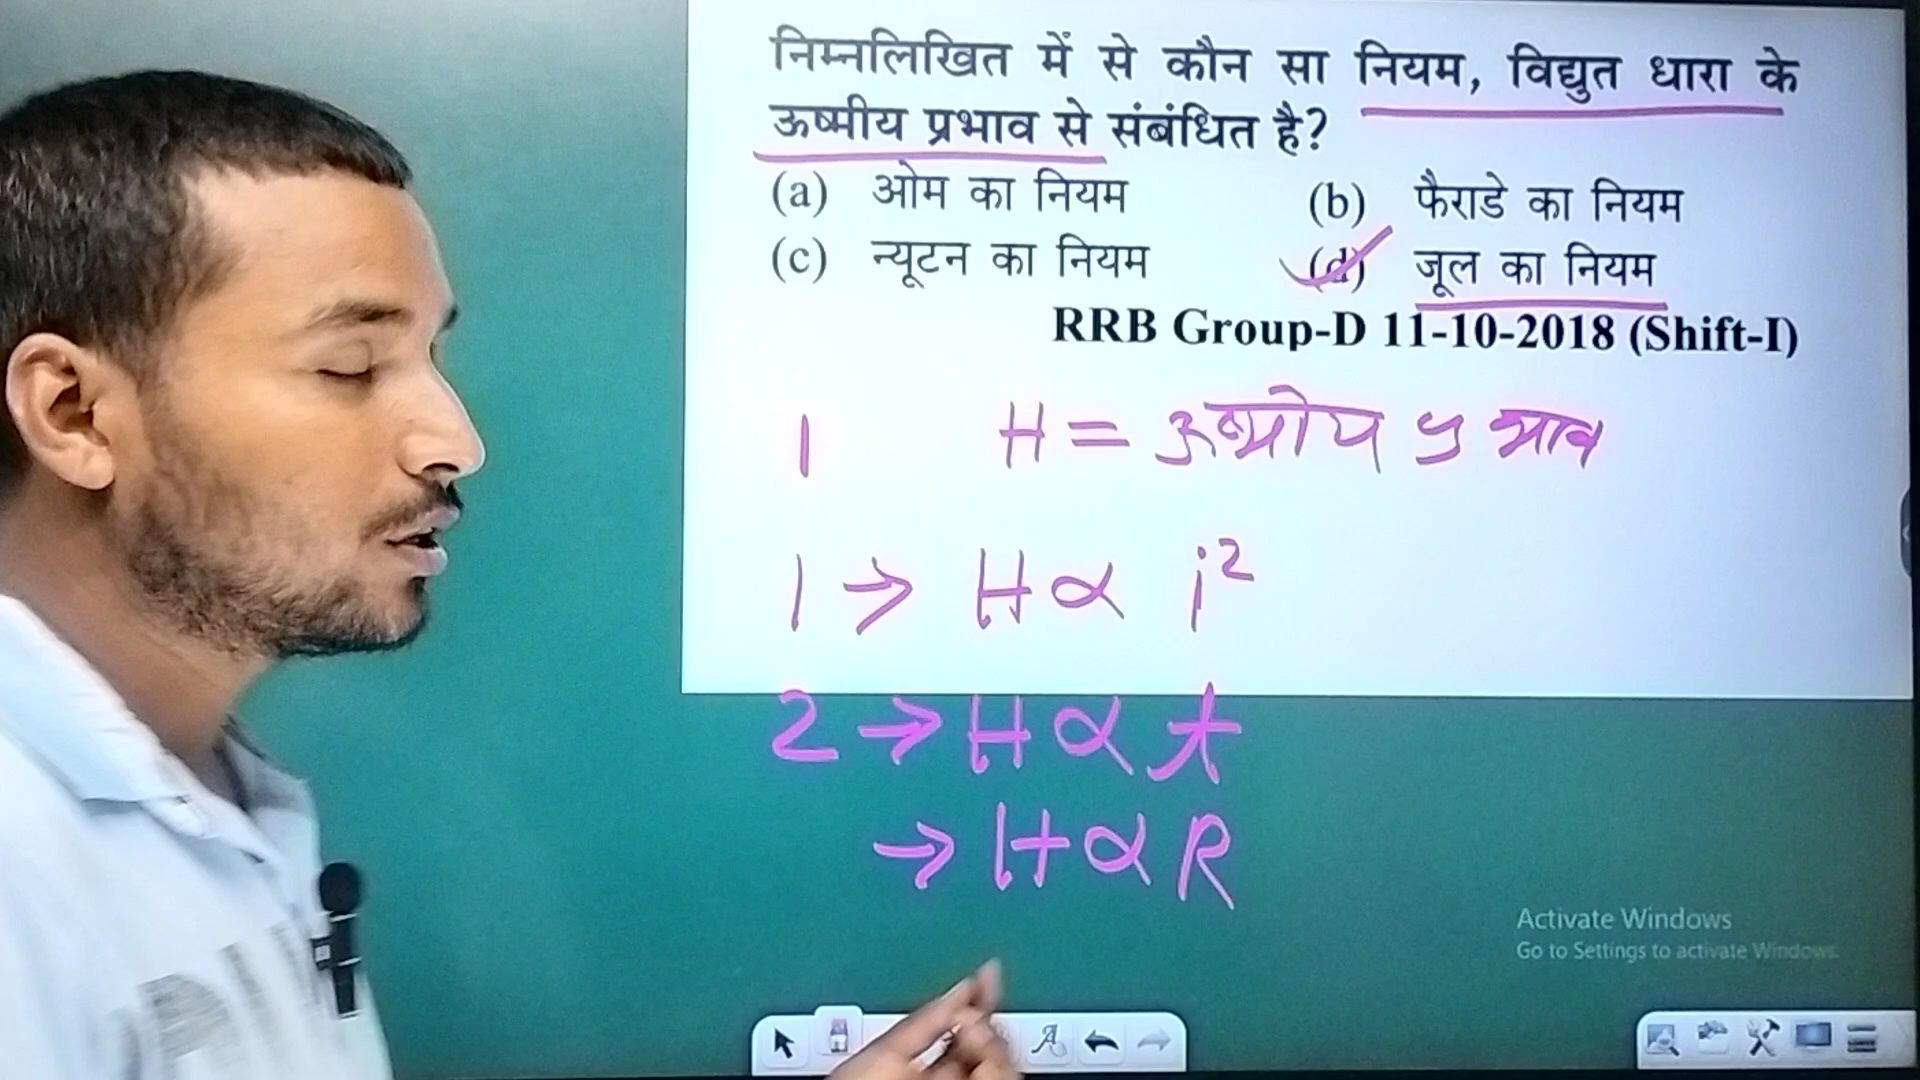 निम्नलिखित में से कौन सा नियम, विद्युत धारा के
ऊष्मीय प्रभाव से संबंधित है?
(a) ओम का नियम (b) फैराडे का नियम
(c) न्यूटन का नियम (d) जूल का नियम
RRB Group-D 11-10-2018 (Shift-I)
1 H = ऊष्मीय प्रभाव
1 → H ∝ i²
2 → H ∝ t
→ H ∝ R
Activate Windows
Go to Settings to activate Windows.